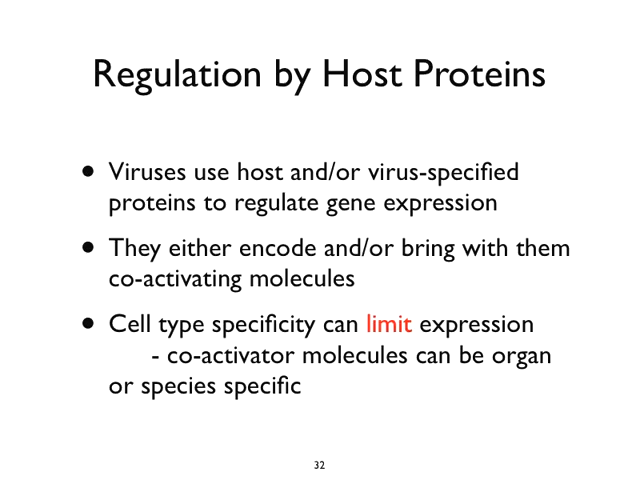 Regulation by Host Proteins
• Viruses use host and/or virus-specified
proteins to regulate gene expression
• They either encode and/or bring with them
co-activating molecules
• Cell type specificity can limit expression
- co-activator molecules can be organ
or species specific
32